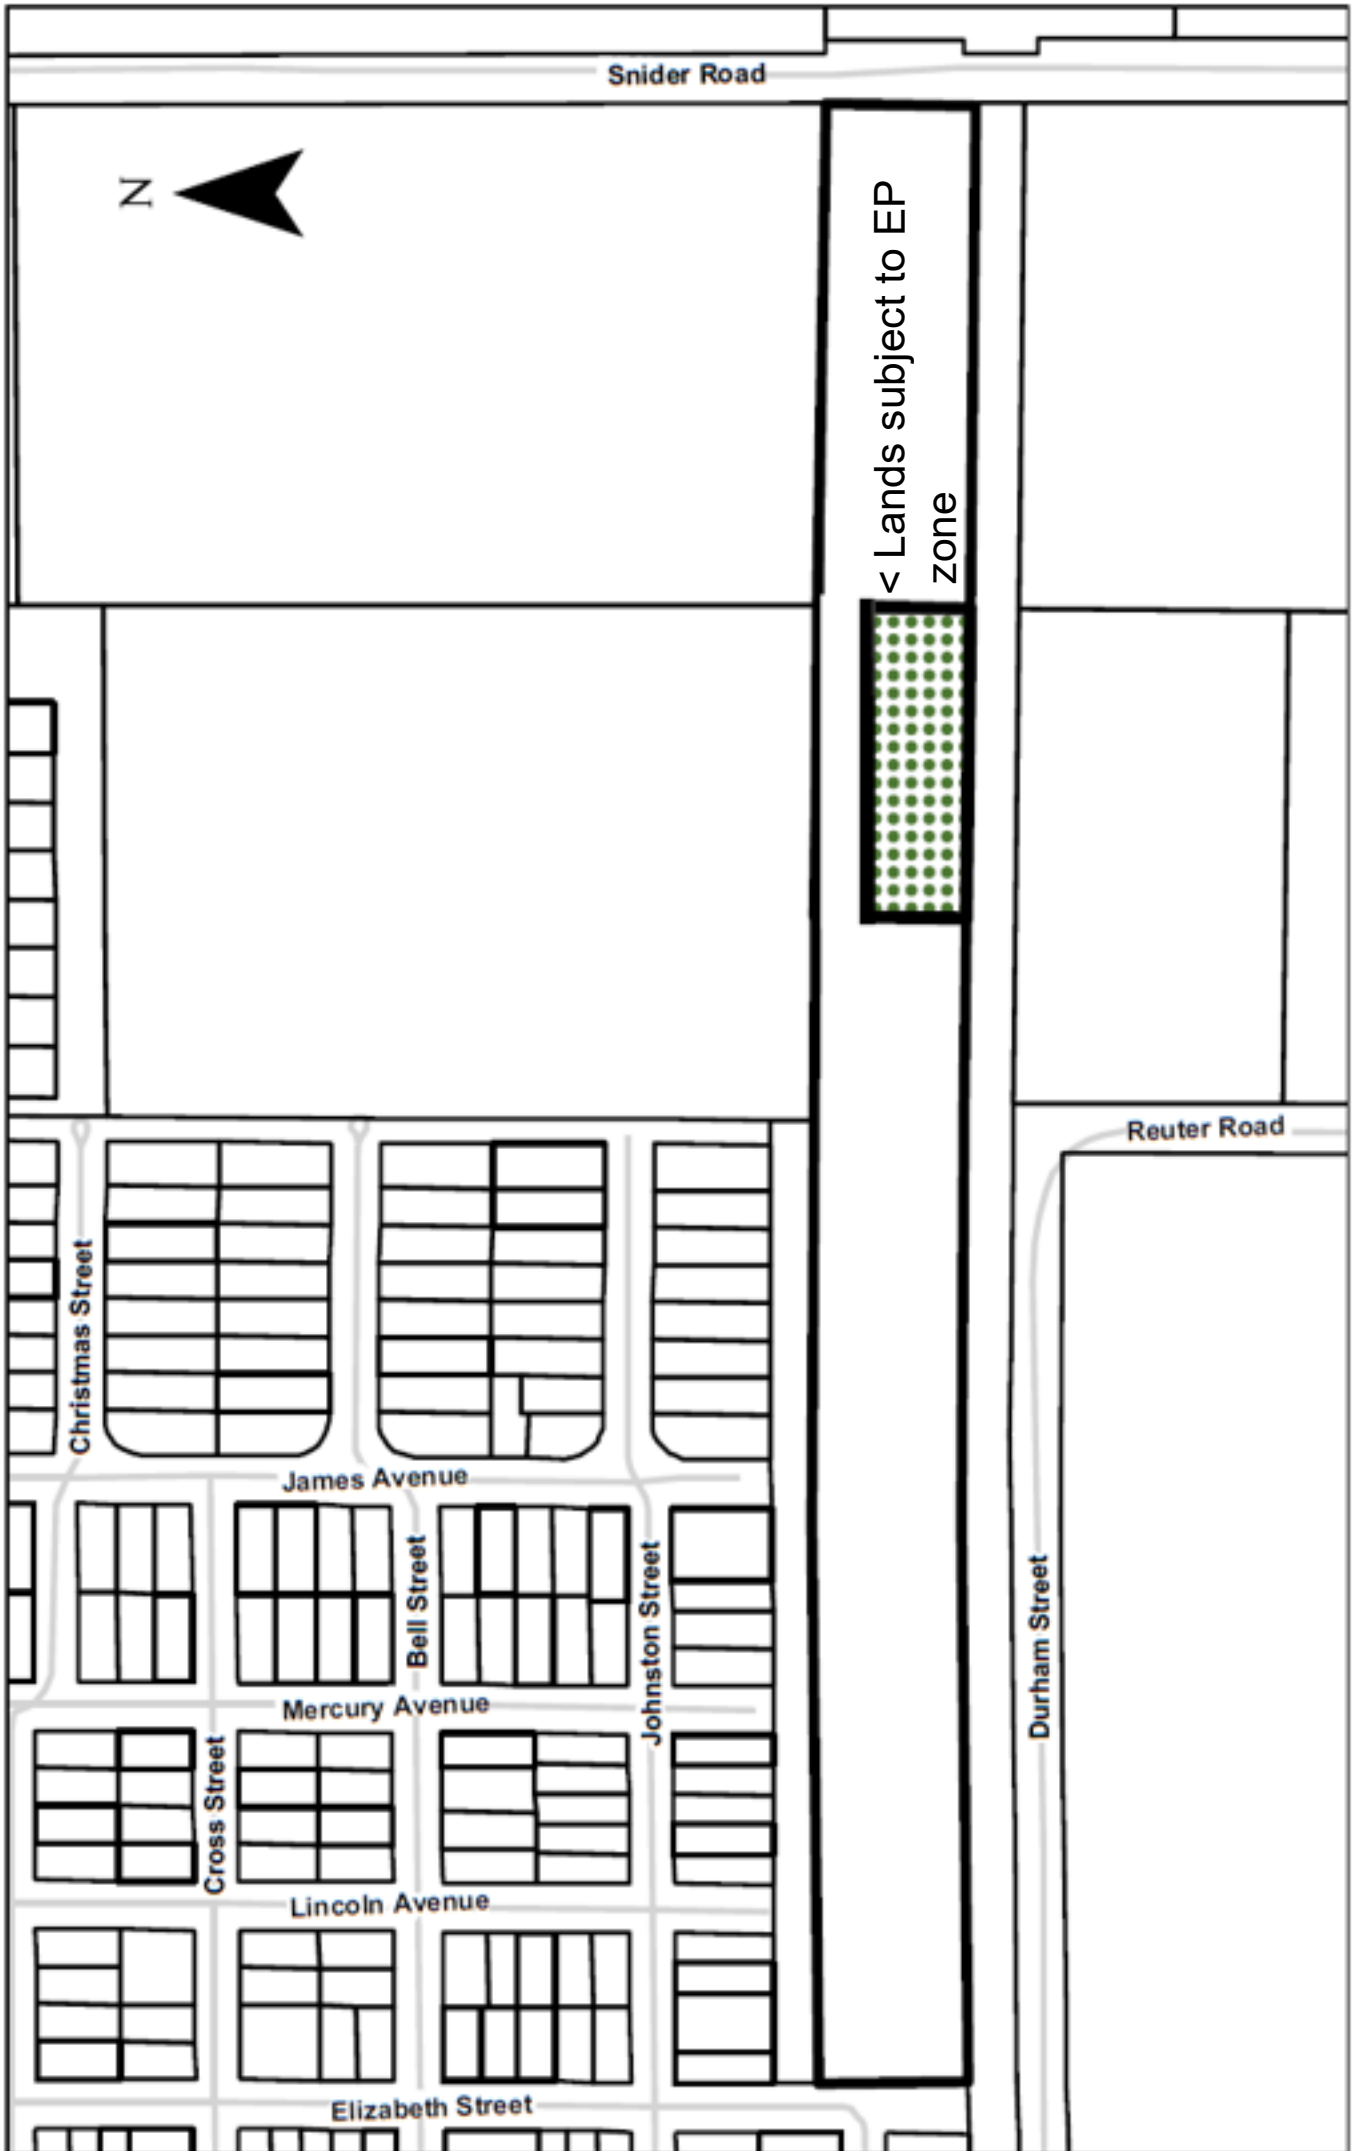 Snider Road
N
< Lands subject to EP
zone
Reuter Road
Christmas Street
James Avenue
Bell Street
Johnston Street
Durham Street
Mercury Avenue
Cross Street
Lincoln Avenue
Elizabeth Street